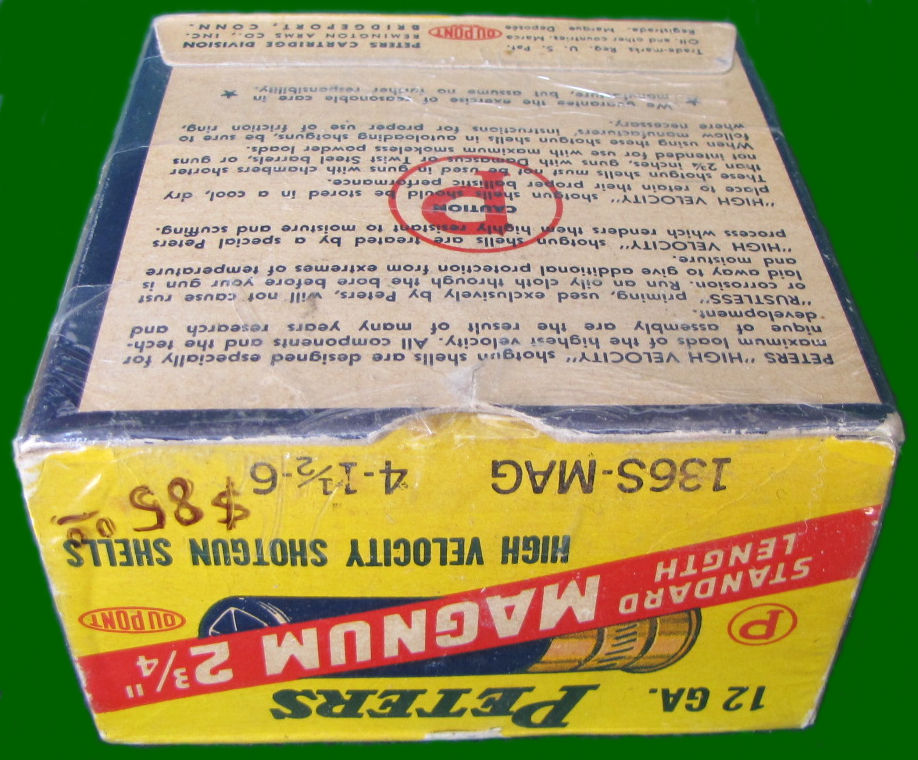 12 GA. PETERS
P
STANDARD LENGTH MAGNUM 2¾"
DU PONT
HIGH VELOCITY SHOTGUN SHELLS
136S-MAG 4-1½-6
$85.00
PETERS "HIGH VELOCITY" shotgun shells are designed especially for
maximum loads of the highest velocity. All components and the tech-
nique of assembly are the result of many years research and
development.
"RUSTLESS" priming, used exclusively by Peters, will not cause rust
or corrosion. Run an oily cloth through the bore before your gun is
laid away to give additional protection from extremes of temperature
and moisture.
"HIGH VELOCITY" shotgun shells are treated by a special Peters
process which renders them highly resistant to moisture and scuffing.
CAUTION
P
"HIGH VELOCITY" shotgun shells should be stored in a cool, dry
place to retain their proper ballistic performance.
These shotgun shells must not be used in guns with chambers shorter
than 2¾ inches, guns with Damascus or Twist Steel barrels, or guns
not intended for use with maximum smokeless powder loads.
When using these shotgun shells in autoloading shotguns, be sure to
follow manufacturers' instructions for proper use of friction ring,
where necessary.
★ We guarantee the exercise of reasonable care in ★
manufacture, but assume no further responsibility.
Trade-marks Reg. U. S. Pat.
Off. and other countries. Marca
Registrada. Marque Deposée
DU PONT
PETERS CARTRIDGE DIVISION
REMINGTON ARMS CO., INC.
BRIDGEPORT, CONN.